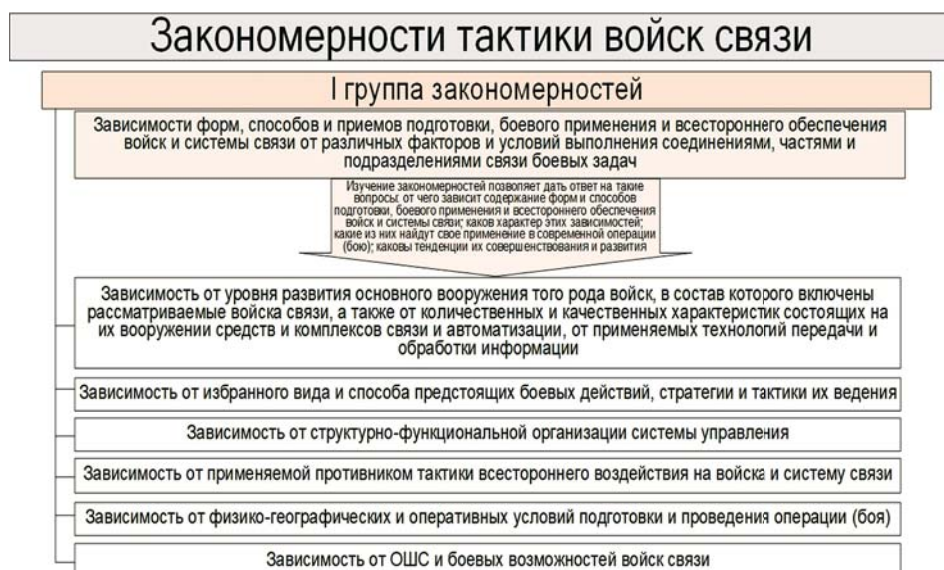 Закономерности тактики войск связи
I группа закономерностей
Зависимости форм, способов и приемов подготовки, боевого применения и всестороннего обеспечения
войск и системы связи от различных факторов и условий выполнения соединениями, частями и
подразделениями связи боевых задач
Изучение закономерностей позволяет дать ответ на такие
вопросы: от чего зависит содержание форм и способов
подготовки, боевого применения и всестороннего обеспечения
войск и системы связи; каков характер этих зависимостей;
какие из них найдут свое применение в современной операции
(бою); каковы тенденции их совершенствования и развития
Зависимость от уровня развития основного вооружения того рода войск, в состав которого включены
рассматриваемые войска связи, а также от количественных и качественных характеристик состоящих на
их вооружении средств и комплексов связи и автоматизации, от применяемых технологий передачи и
обработки информации
Зависимость от избранного вида и способа предстоящих боевых действий, стратегии и тактики их ведения
Зависимость от структурно-функциональной организации системы управления
Зависимость от применяемой противником тактики всестороннего воздействия на войска и систему связи
Зависимость от физико-географических и оперативных условий подготовки и проведения операции (боя)
Зависимость от ОШС и боевых возможностей войск связи